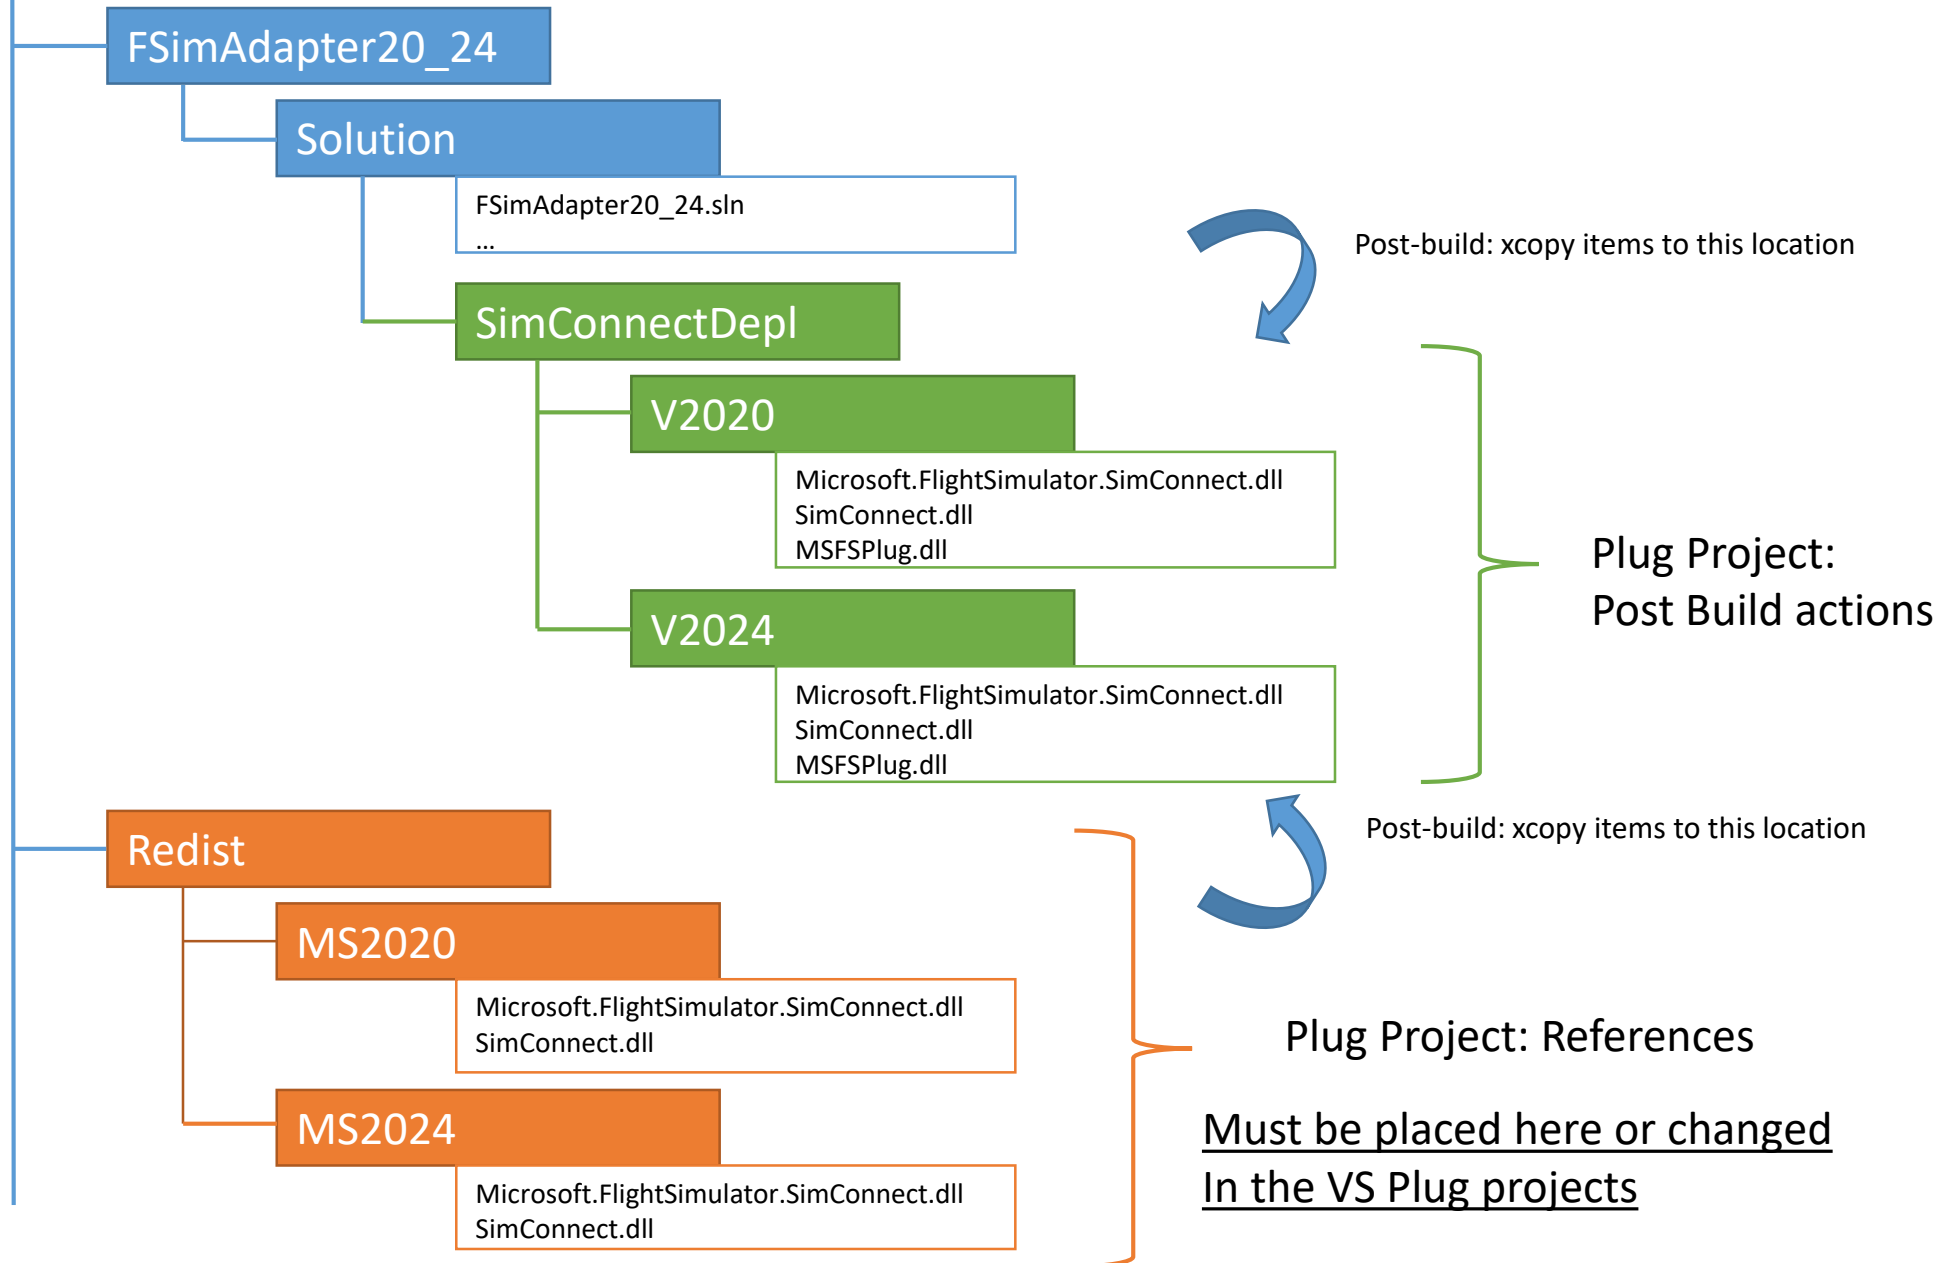 FSimAdapter20_24
Solution
FSimAdapter20_24.sln
...
Post-build: xcopy items to this location
SimConnectDepl
V2020
Microsoft.FlightSimulator.SimConnect.dll
SimConnect.dll
MSFSPlug.dll
Plug Project:
Post Build actions
V2024
Microsoft.FlightSimulator.SimConnect.dll
SimConnect.dll
MSFSPlug.dll
Post-build: xcopy items to this location
Redist
MS2020
Microsoft.FlightSimulator.SimConnect.dll
SimConnect.dll
Plug Project: References
MS2024
Must be placed here or changed
In the VS Plug projects
Microsoft.FlightSimulator.SimConnect.dll
SimConnect.dll